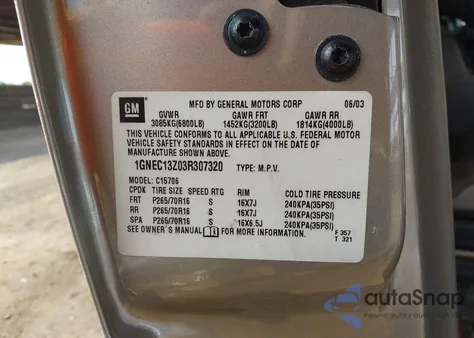 GM
MFD BY GENERAL MOTORS CORP 06/03
GVWR GAWR FRT GAWR RR
3085KG(6800LB) 1452KG(3200LB) 1814KG(4000LB)
THIS VEHICLE CONFORMS TO ALL APPLICABLE U.S. FEDERAL MOTOR
VEHICLE SAFETY STANDARDS IN EFFECT ON THE DATE OF
MANUFACTURE SHOWN ABOVE.
1GNEC13Z03R307320 TYPE: M.P.V.
MODEL: C15706
CPDK TIRE SIZE SPEED RTG RIM COLD TIRE PRESSURE
FRT P265/70R16 S 16X7J 240KPA(35PSI)
RR P265/70R16 S 16X7J 240KPA(35PSI)
SPA P265/70R16 S 16X6.5J 240KPA(35PSI)
SEE OWNER'S MANUAL FOR MORE INFORMATION.
F 357
T 321
autaSnap